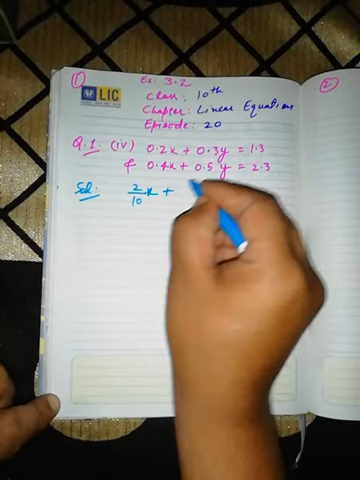 ①
Ex: 3.2
LIC
Class: 10th
Chapter: Linear Equations
Episode: 20
Q.1 (iv) 0.2x + 0.3y = 1.3
& 0.4x + 0.5y = 2.3
Sol: 2/10 x +
②